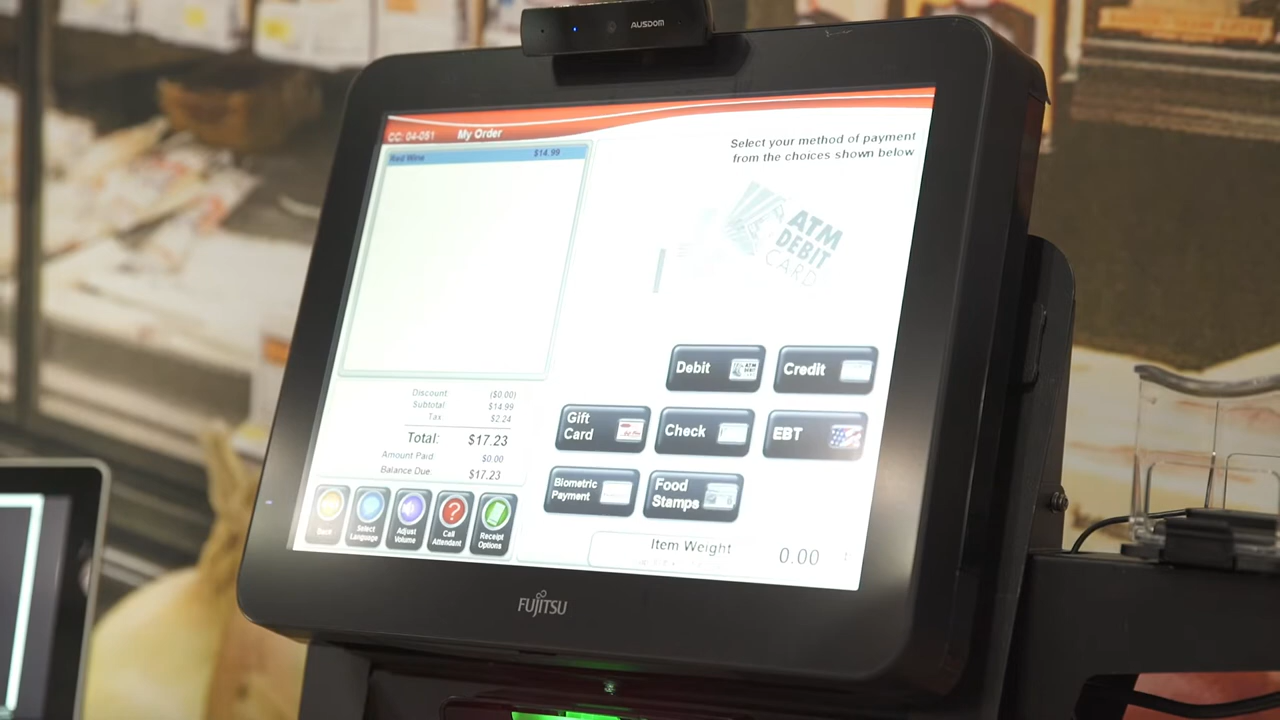 AUSDOM
CC: 04-051 My Order
Red Wine $14.99
Select your method of payment
from the choices shown below
ATM
DEBIT
CARD
Discount: ($0.00)
Subtotal $14.99
Tax $2.24
Total: $17.23
Amount Paid $0.00
Balance Due: $17.23
Debit
Credit
Gift
Card
Check
EBT
Biometric
Payment
Food
Stamps
Back
Select
Language
Adjust
Volume
Call
Attendant
Receipt
Options
Item Weight 0.00
FUJITSU